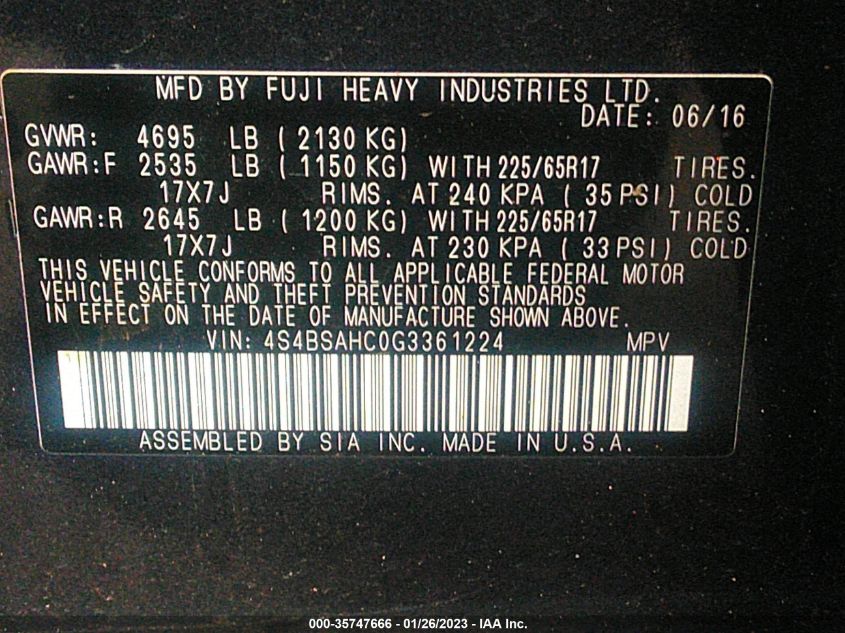 MFD BY FUJI HEAVY INDUSTRIES LTD.
DATE: 06/16
GVWR: 4695 LB ( 2130 KG)
GAWR:F 2535 LB ( 1150 KG) WITH 225/65R17 TIRES.
17X7J RIMS. AT 240 KPA ( 35 PSI) COLD
GAWR:R 2645 LB ( 1200 KG) WITH 225/65R17 TIRES.
17X7J RIMS. AT 230 KPA ( 33 PSI) COLD
THIS VEHICLE CONFORMS TO ALL APPLICABLE FEDERAL MOTOR
VEHICLE SAFETY AND THEFT PREVENTION STANDARDS
IN EFFECT ON THE DATE OF MANUFACTURE SHOWN ABOVE.
VIN: 4S4BSAHC0G3361224 MPV
ASSEMBLED BY SIA INC. MADE IN U.S.A.
000-35747666 - 01/26/2023 - IAA Inc.